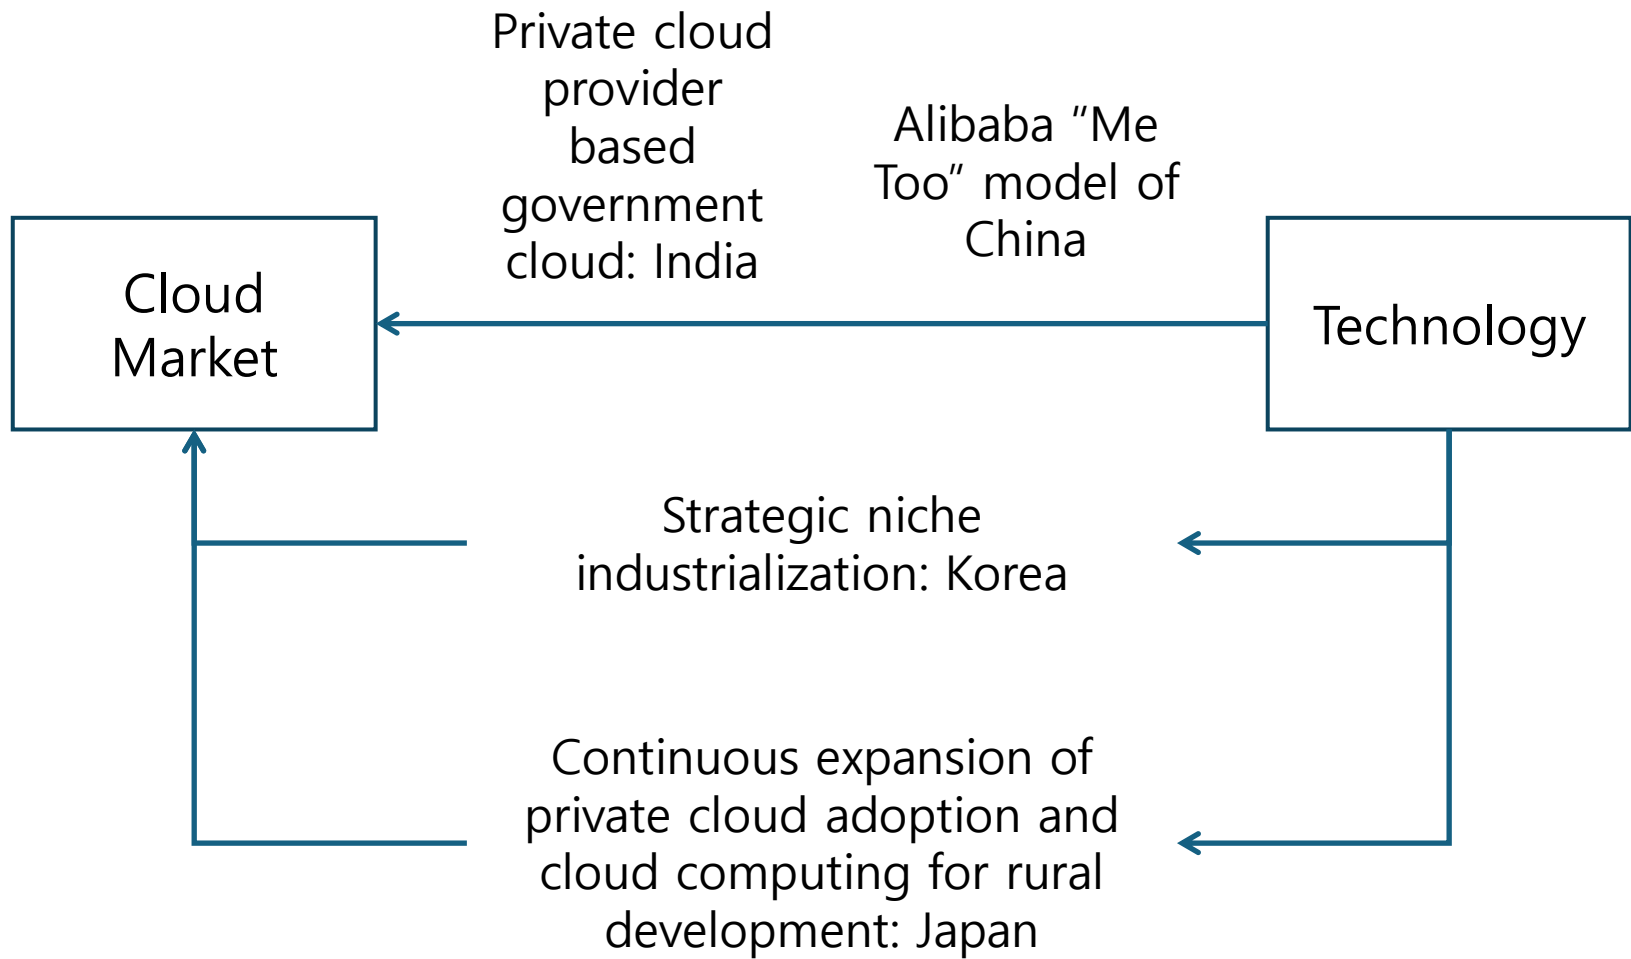 Private cloud
provider
based
government
cloud: India
Alibaba “Me
Too” model of
China
Cloud
Market
Technology
Strategic niche
industrialization: Korea
Continuous expansion of
private cloud adoption and
cloud computing for rural
development: Japan